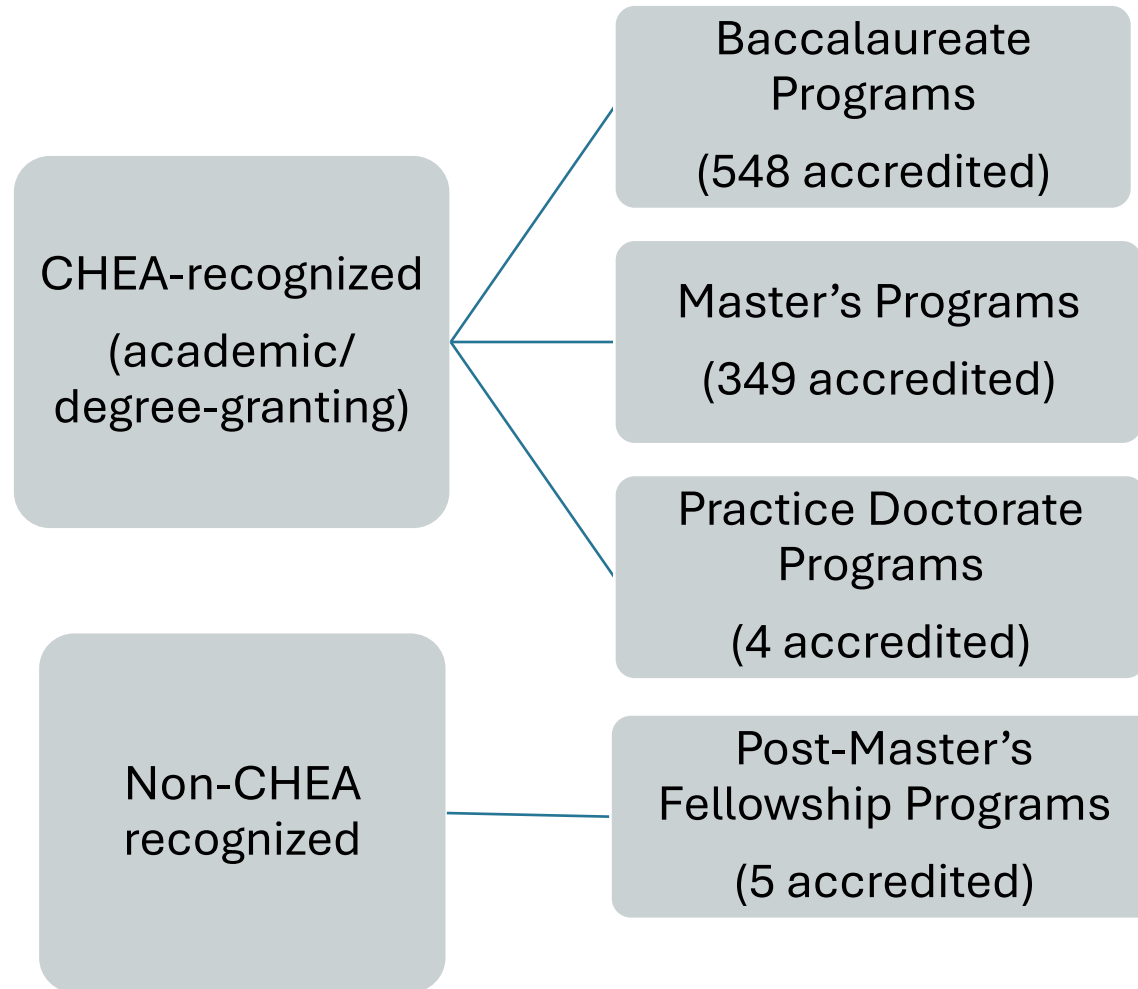 CHEA-recognized
(academic/
degree-granting)
Baccalaureate
Programs
(548 accredited)
Master’s Programs
(349 accredited)
Practice Doctorate
Programs
(4 accredited)
Non-CHEA
recognized
Post-Master’s
Fellowship Programs
(5 accredited)